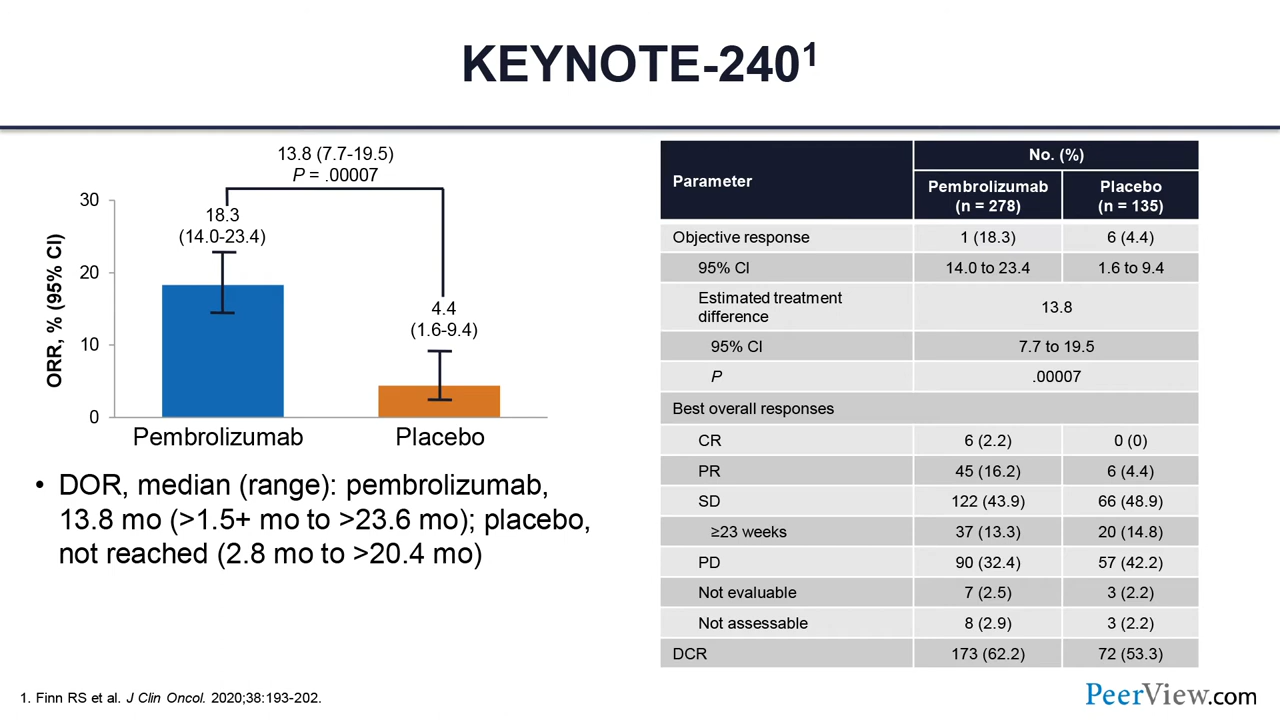 KEYNOTE-240¹
13.8 (7.7-19.5)
P = .00007
ORR, % (95% CI)
30
20
10
0
18.3
(14.0-23.4)
4.4
(1.6-9.4)
Pembrolizumab Placebo
• DOR, median (range): pembrolizumab,
13.8 mo (>1.5+ mo to >23.6 mo); placebo,
not reached (2.8 mo to >20.4 mo)
Parameter
No. (%)
Pembrolizumab
(n = 278)
Placebo
(n = 135)
Objective response 1 (18.3) 6 (4.4)
95% CI 14.0 to 23.4 1.6 to 9.4
Estimated treatment
difference
13.8
95% CI 7.7 to 19.5
P .00007
Best overall responses
CR 6 (2.2) 0 (0)
PR 45 (16.2) 6 (4.4)
SD 122 (43.9) 66 (48.9)
≥23 weeks 37 (13.3) 20 (14.8)
PD 90 (32.4) 57 (42.2)
Not evaluable 7 (2.5) 3 (2.2)
Not assessable 8 (2.9) 3 (2.2)
DCR 173 (62.2) 72 (53.3)
1. Finn RS et al. J Clin Oncol. 2020;38:193-202.
PeerView.com